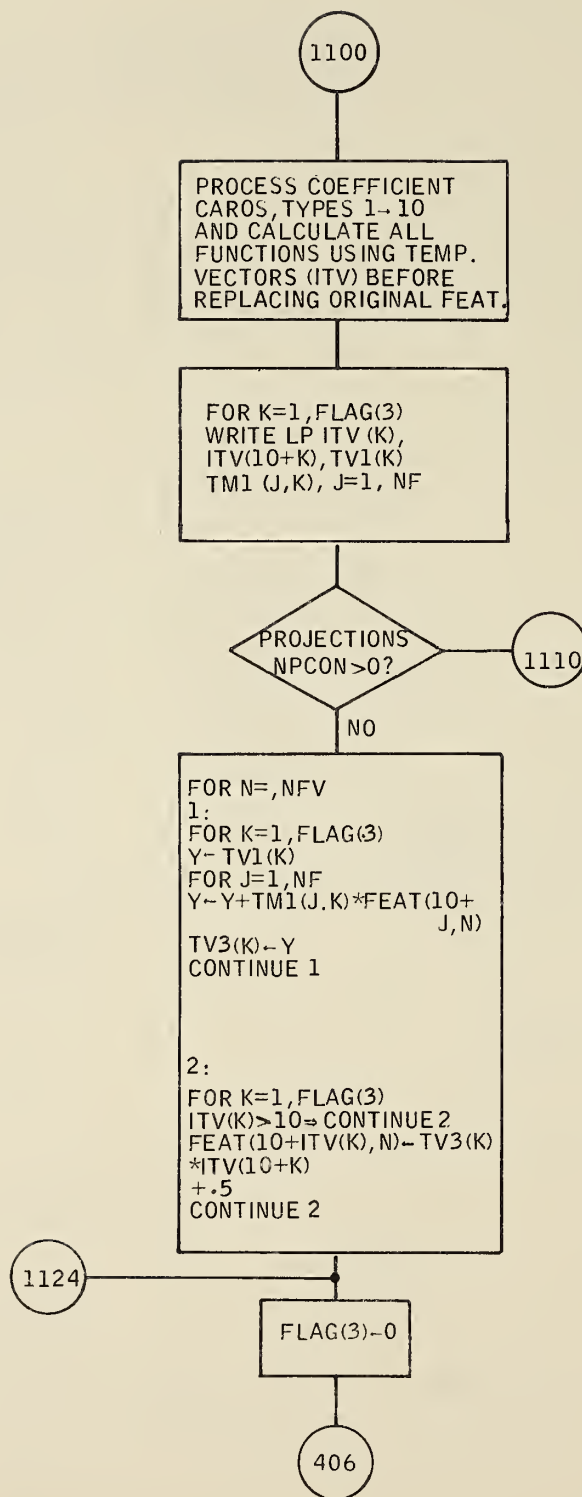 1100
PROCESS COEFFICIENT
CAROS, TYPES 1→10
AND CALCULATE ALL
FUNCTIONS USING TEMP.
VECTORS (ITV) BEFORE
REPLACING ORIGINAL FEAT.
FOR K=1,FLAG(3)
WRITE LP ITV (K),
ITV(10+K),TV1(K)
TM1 (J,K), J=1, NF
PROJECTIONS
NPCON>0?
1110
NO
FOR N=,NFV
1:
FOR K=1,FLAG(3)
Y←TV1(K)
FOR J=1,NF
Y←Y+TM1(J.K)*FEAT(10+
J,N)
TV3(K)←Y
CONTINUE 1
2:
FOR K=1,FLAG(3)
ITV(K)>10⇒CONTINUE2
FEAT(10+ITV(K),N)←TV3(K)
*ITV(10+K)
+.5
CONTINUE 2
1124
FLAG(3)←0
406